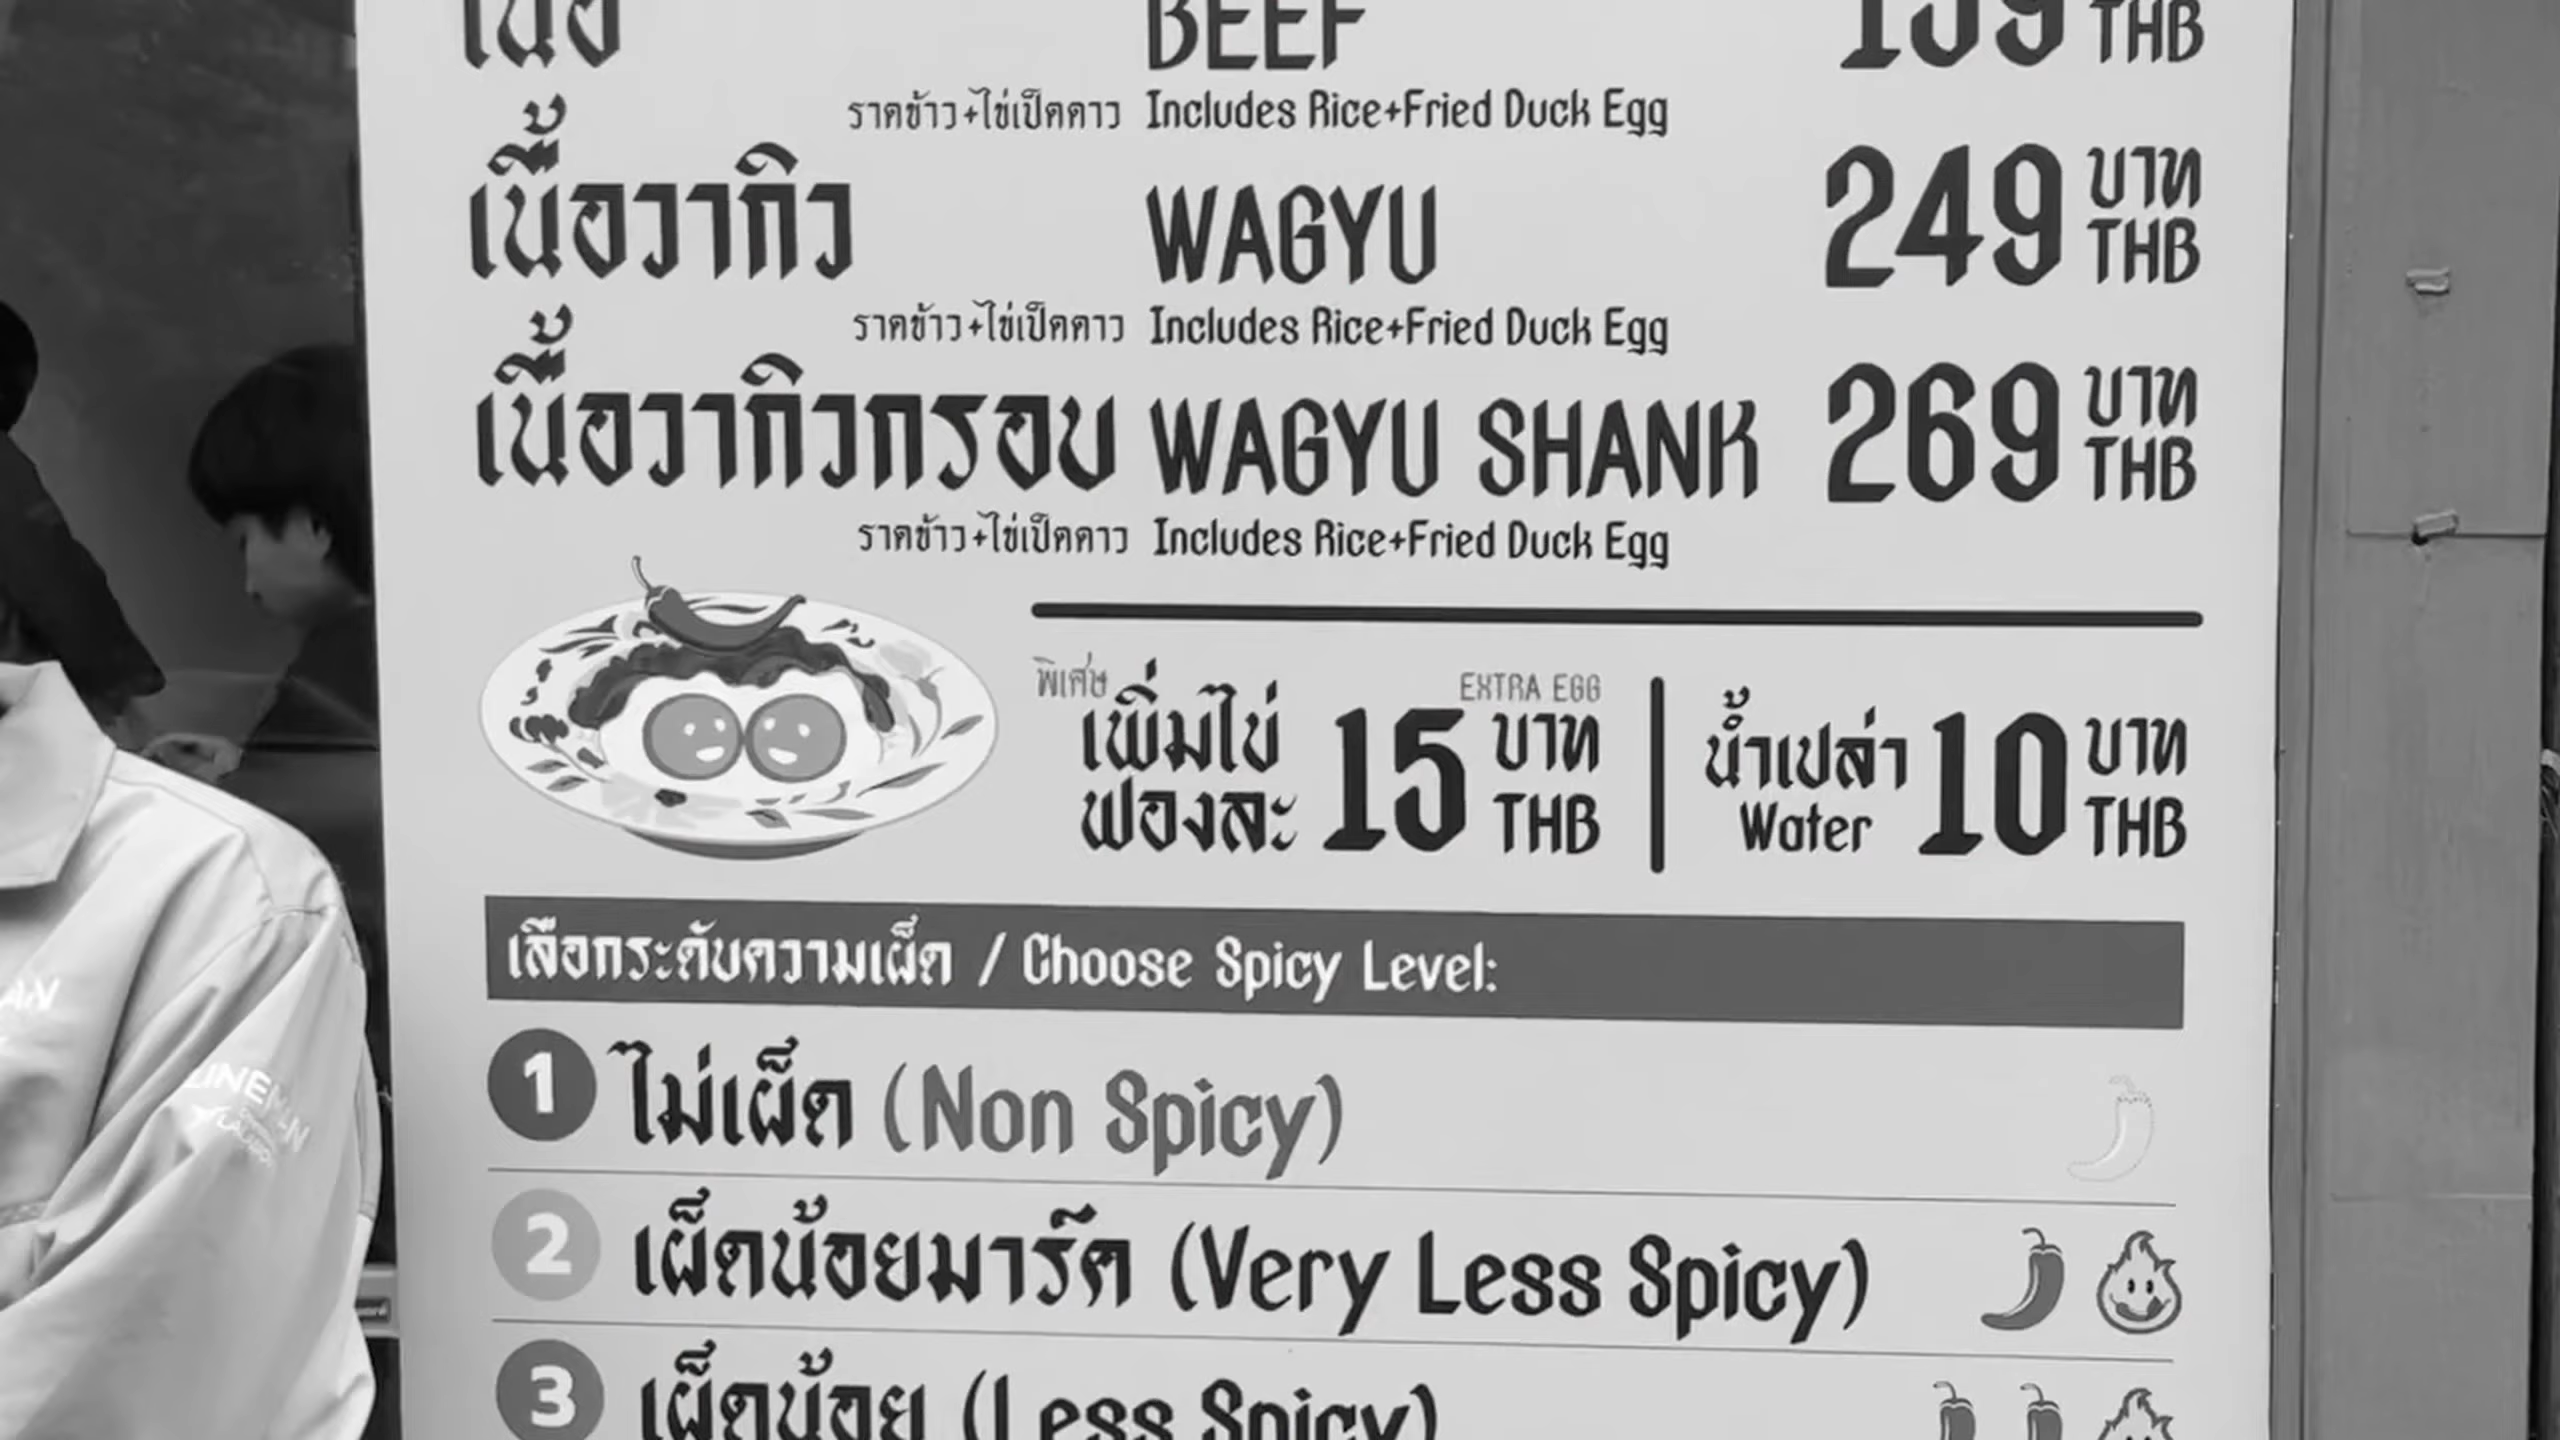 เนื้อ BEEF 159 THB
ราดข้าว+ไข่เป็ดดาว Includes Rice+Fried Duck Egg
เนื้อวากิว WAGYU 249 บาท THB
ราดข้าว+ไข่เป็ดดาว Includes Rice+Fried Duck Egg
เนื้อวากิวกรอบ WAGYU SHANK 269 บาท THB
ราดข้าว+ไข่เป็ดดาว Includes Rice+Fried Duck Egg
พิเศษ EXTRA EGG
เพิ่มไข่ ฟองละ 15 บาท THB
น้ำเปล่า Water 10 บาท THB
เลือกระดับความเผ็ด / Choose Spicy Level:
1 ไม่เผ็ด (Non Spicy)
2 เผ็ดน้อยมาร์ค (Very Less Spicy)
3 เผ็ดน้อย (Less Spicy)
LINEMAN